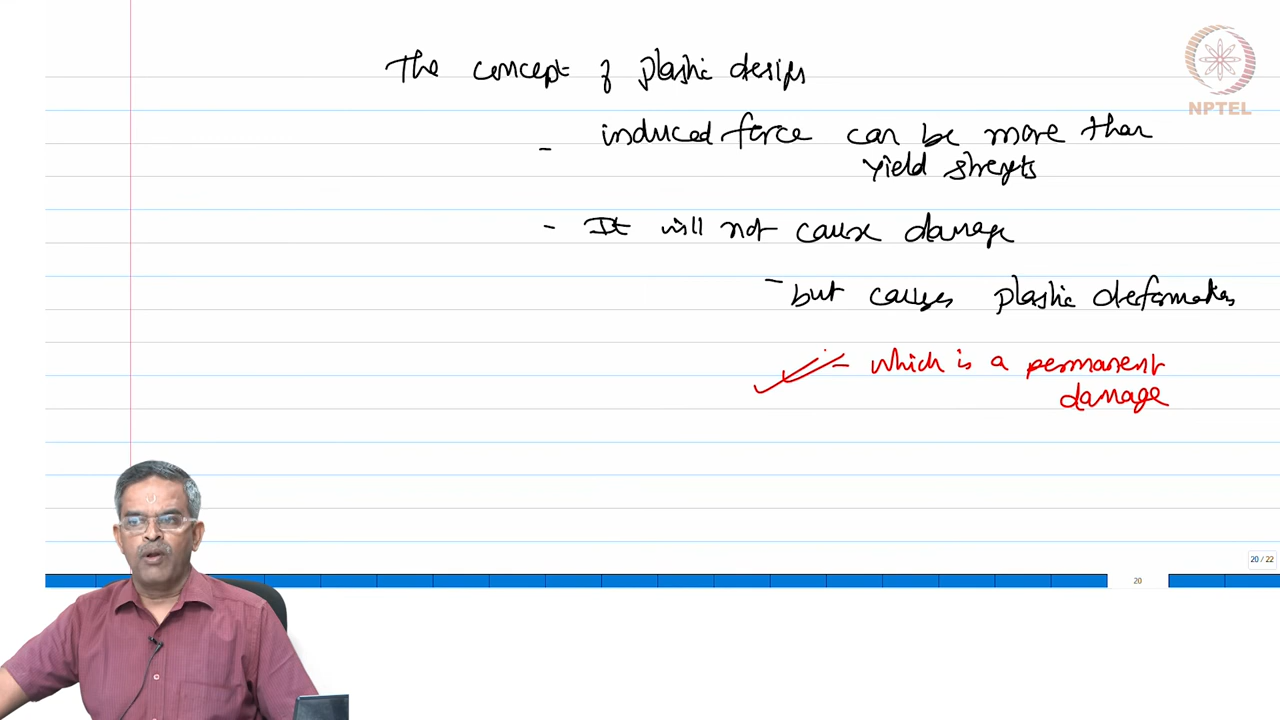 The concept of plastic design
NPTEL
- induced force can be more than
yield strength
- It will not cause damage
- but causes plastic deformation
- which is a permanent
damage
20 / 22
20